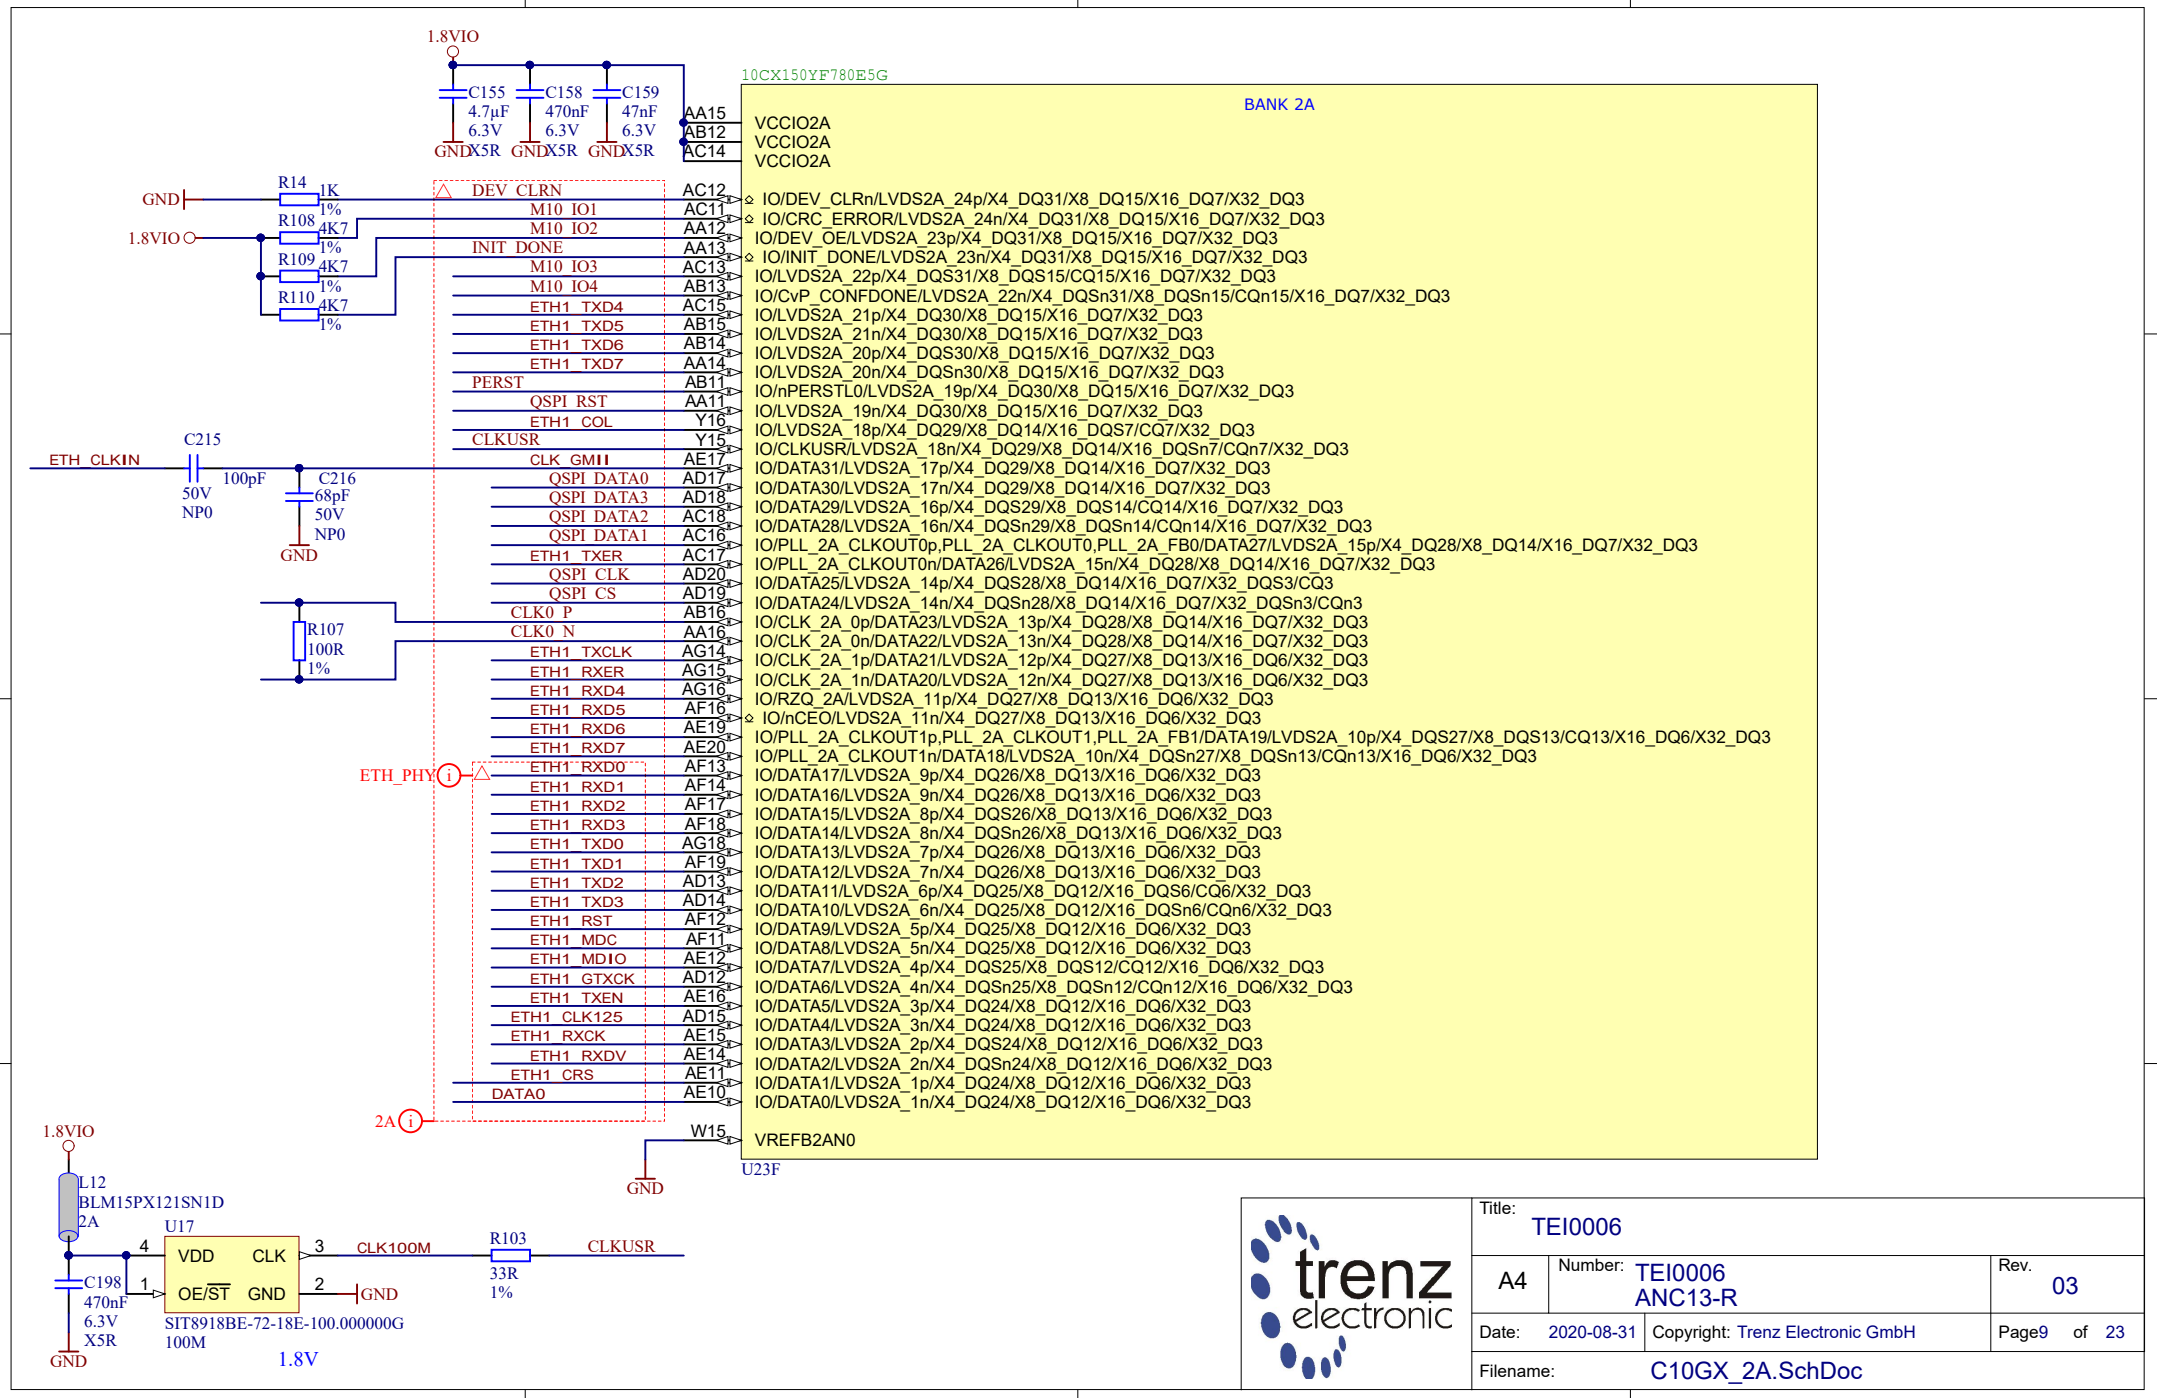 1.8VIO
C155
4.7µF
6.3V
X5R
GND
C158
470nF
6.3V
X5R
GND
C159
47nF
6.3V
X5R
GND
10CX150YF780E5G
BANK 2A
AA15 VCCIO2A
AB12 VCCIO2A
AC14 VCCIO2A
GND R14 1K 1%
1.8VIO
R108 4K7 1%
R109 4K7 1%
R110 4K7 1%
DEV_CLRN AC12 IO/DEV_CLRn/LVDS2A_24p/X4_DQ31/X8_DQ15/X16_DQ7/X32_DQ3
M10_IO1 AC11 IO/CRC_ERROR/LVDS2A_24n/X4_DQ31/X8_DQ15/X16_DQ7/X32_DQ3
M10_IO2 AA12 IO/DEV_OE/LVDS2A_23p/X4_DQ31/X8_DQ15/X16_DQ7/X32_DQ3
INIT_DONE AA13 IO/INIT_DONE/LVDS2A_23n/X4_DQ31/X8_DQ15/X16_DQ7/X32_DQ3
M10_IO3 AC13 IO/LVDS2A_22p/X4_DQS31/X8_DQS15/CQ15/X16_DQ7/X32_DQ3
M10_IO4 AB13 IO/CvP_CONFDONE/LVDS2A_22n/X4_DQSn31/X8_DQSn15/CQn15/X16_DQ7/X32_DQ3
ETH1_TXD4 AC15 IO/LVDS2A_21p/X4_DQ30/X8_DQ15/X16_DQ7/X32_DQ3
ETH1_TXD5 AB15 IO/LVDS2A_21n/X4_DQ30/X8_DQ15/X16_DQ7/X32_DQ3
ETH1_TXD6 AB14 IO/LVDS2A_20p/X4_DQS30/X8_DQ15/X16_DQ7/X32_DQ3
ETH1_TXD7 AA14 IO/LVDS2A_20n/X4_DQSn30/X8_DQ15/X16_DQ7/X32_DQ3
PERST AB11 IO/nPERSTL0/LVDS2A_19p/X4_DQ30/X8_DQ15/X16_DQ7/X32_DQ3
QSPI_RST AA11 IO/LVDS2A_19n/X4_DQ30/X8_DQ15/X16_DQ7/X32_DQ3
ETH1_COL Y16 IO/LVDS2A_18p/X4_DQ29/X8_DQ14/X16_DQS7/CQ7/X32_DQ3
CLKUSR Y15 IO/CLKUSR/LVDS2A_18n/X4_DQ29/X8_DQ14/X16_DQSn7/CQn7/X32_DQ3
CLK_GMII AE17 IO/DATA31/LVDS2A_17p/X4_DQ29/X8_DQ14/X16_DQ7/X32_DQ3
QSPI_DATA0 AD17 IO/DATA30/LVDS2A_17n/X4_DQ29/X8_DQ14/X16_DQ7/X32_DQ3
QSPI_DATA3 AD18 IO/DATA29/LVDS2A_16p/X4_DQS29/X8_DQS14/CQ14/X16_DQ7/X32_DQ3
QSPI_DATA2 AC18 IO/DATA28/LVDS2A_16n/X4_DQSn29/X8_DQSn14/CQn14/X16_DQ7/X32_DQ3
QSPI_DATA1 AC16 IO/PLL_2A_CLKOUT0p,PLL_2A_CLKOUT0,PLL_2A_FB0/DATA27/LVDS2A_15p/X4_DQ28/X8_DQ14/X16_DQ7/X32_DQ3
ETH1_TXER AC17 IO/PLL_2A_CLKOUT0n/DATA26/LVDS2A_15n/X4_DQ28/X8_DQ14/X16_DQ7/X32_DQ3
QSPI_CLK AD20 IO/DATA25/LVDS2A_14p/X4_DQS28/X8_DQ14/X16_DQ7/X32_DQS3/CQ3
QSPI_CS AD19 IO/DATA24/LVDS2A_14n/X4_DQSn28/X8_DQ14/X16_DQ7/X32_DQSn3/CQn3
CLK0_P AB16 IO/CLK_2A_0p/DATA23/LVDS2A_13p/X4_DQ28/X8_DQ14/X16_DQ7/X32_DQ3
CLK0_N AA16 IO/CLK_2A_0n/DATA22/LVDS2A_13n/X4_DQ28/X8_DQ14/X16_DQ7/X32_DQ3
ETH1_TXCLK AG14 IO/CLK_2A_1p/DATA21/LVDS2A_12p/X4_DQ27/X8_DQ13/X16_DQ6/X32_DQ3
ETH1_RXER AG15 IO/CLK_2A_1n/DATA20/LVDS2A_12n/X4_DQ27/X8_DQ13/X16_DQ6/X32_DQ3
ETH1_RXD4 AG16 IO/RZQ_2A/LVDS2A_11p/X4_DQ27/X8_DQ13/X16_DQ6/X32_DQ3
ETH1_RXD5 AF16 IO/nCEO/LVDS2A_11n/X4_DQ27/X8_DQ13/X16_DQ6/X32_DQ3
ETH1_RXD6 AE19 IO/PLL_2A_CLKOUT1p,PLL_2A_CLKOUT1,PLL_2A_FB1/DATA19/LVDS2A_10p/X4_DQS27/X8_DQS13/CQ13/X16_DQ6/X32_DQ3
ETH1_RXD7 AE20 IO/PLL_2A_CLKOUT1n/DATA18/LVDS2A_10n/X4_DQSn27/X8_DQSn13/CQn13/X16_DQ6/X32_DQ3
ETH1_RXD0 AF13 IO/DATA17/LVDS2A_9p/X4_DQ26/X8_DQ13/X16_DQ6/X32_DQ3
ETH1_RXD1 AF14 IO/DATA16/LVDS2A_9n/X4_DQ26/X8_DQ13/X16_DQ6/X32_DQ3
ETH1_RXD2 AF17 IO/DATA15/LVDS2A_8p/X4_DQS26/X8_DQ13/X16_DQ6/X32_DQ3
ETH1_RXD3 AF18 IO/DATA14/LVDS2A_8n/X4_DQSn26/X8_DQ13/X16_DQ6/X32_DQ3
ETH1_TXD0 AG18 IO/DATA13/LVDS2A_7p/X4_DQ26/X8_DQ13/X16_DQ6/X32_DQ3
ETH1_TXD1 AF19 IO/DATA12/LVDS2A_7n/X4_DQ26/X8_DQ13/X16_DQ6/X32_DQ3
ETH1_TXD2 AD13 IO/DATA11/LVDS2A_6p/X4_DQ25/X8_DQ12/X16_DQS6/CQ6/X32_DQ3
ETH1_TXD3 AD14 IO/DATA10/LVDS2A_6n/X4_DQ25/X8_DQ12/X16_DQSn6/CQn6/X32_DQ3
ETH1_RST AF12 IO/DATA9/LVDS2A_5p/X4_DQ25/X8_DQ12/X16_DQ6/X32_DQ3
ETH1_MDC AF11 IO/DATA8/LVDS2A_5n/X4_DQ25/X8_DQ12/X16_DQ6/X32_DQ3
ETH1_MDIO AE12 IO/DATA7/LVDS2A_4p/X4_DQS25/X8_DQS12/CQ12/X16_DQ6/X32_DQ3
ETH1_GTXCK AD12 IO/DATA6/LVDS2A_4n/X4_DQSn25/X8_DQSn12/CQn12/X16_DQ6/X32_DQ3
ETH1_TXEN AE16 IO/DATA5/LVDS2A_3p/X4_DQ24/X8_DQ12/X16_DQ6/X32_DQ3
ETH1_CLK125 AD15 IO/DATA4/LVDS2A_3n/X4_DQ24/X8_DQ12/X16_DQ6/X32_DQ3
ETH1_RXCK AE15 IO/DATA3/LVDS2A_2p/X4_DQS24/X8_DQ12/X16_DQ6/X32_DQ3
ETH1_RXDV AE14 IO/DATA2/LVDS2A_2n/X4_DQSn24/X8_DQ12/X16_DQ6/X32_DQ3
ETH1_CRS AE11 IO/DATA1/LVDS2A_1p/X4_DQ24/X8_DQ12/X16_DQ6/X32_DQ3
DATA0 AE10 IO/DATA0/LVDS2A_1n/X4_DQ24/X8_DQ12/X16_DQ6/X32_DQ3
W15 VREFB2AN0
GND
U23F
ETH_CLKIN
C215
100pF
50V
NP0
C216
68pF
50V
NP0
GND
R107
100R
1%
ETH_PHY i
2A i
1.8VIO
L12
BLM15PX121SN1D
2A
U17
4 VDD CLK 3 CLK100M
1 OE/ST GND 2 GND
SIT8918BE-72-18E-100.000000G
100M
1.8V
C198
470nF
6.3V
X5R
GND
R103
33R
1%
CLKUSR
trenz
electronic
Title:
TEI0006
A4
Number: TEI0006
ANC13-R
Rev.
03
Date: 2020-08-31 Copyright: Trenz Electronic GmbH Page9 of 23
Filename: C10GX_2A.SchDoc